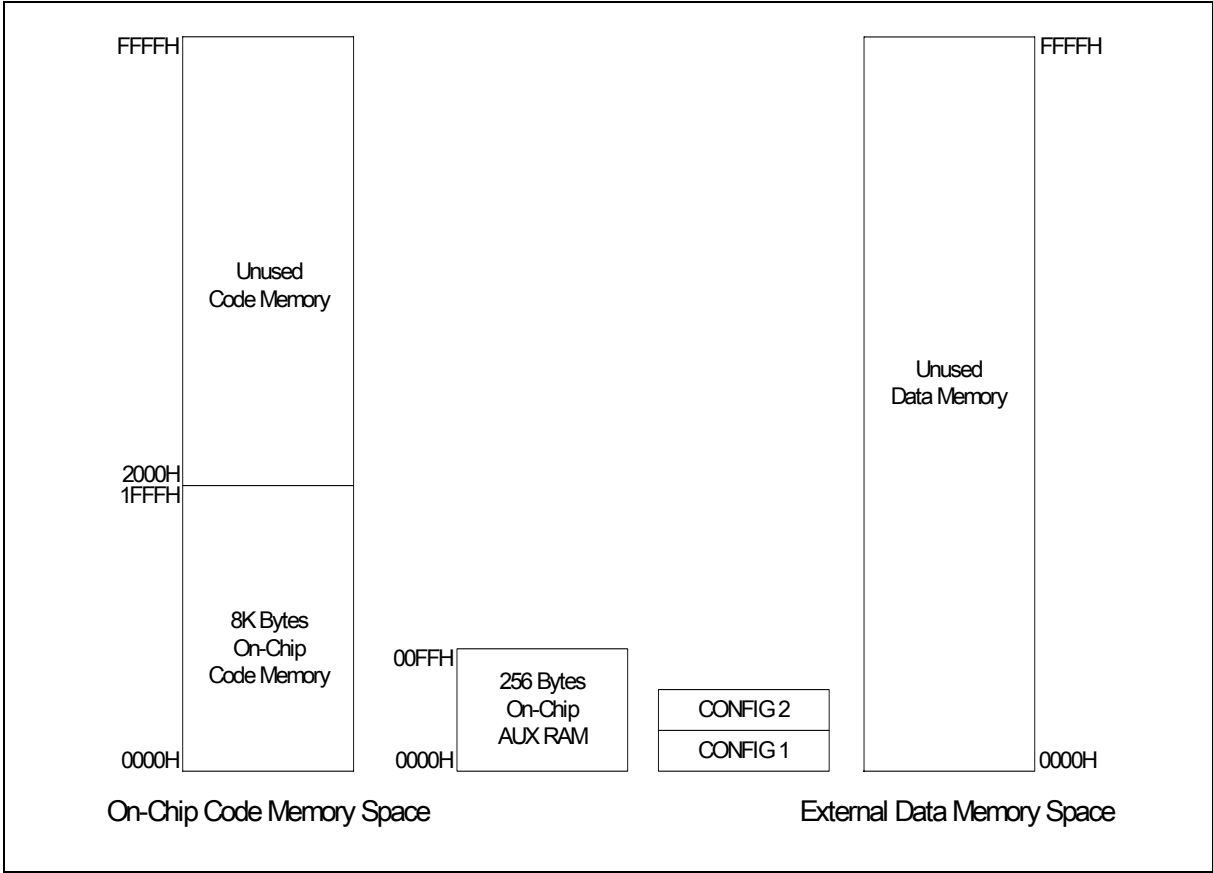 FFFFH
FFFFH
Unused
Code Memory
Unused
Data Memory
2000H
1FFFH
8K Bytes
On-Chip
Code Memory
00FFH
256 Bytes
On-Chip
AUX RAM
CONFIG 2
CONFIG 1
0000H
0000H
0000H
On-Chip Code Memory Space
External Data Memory Space